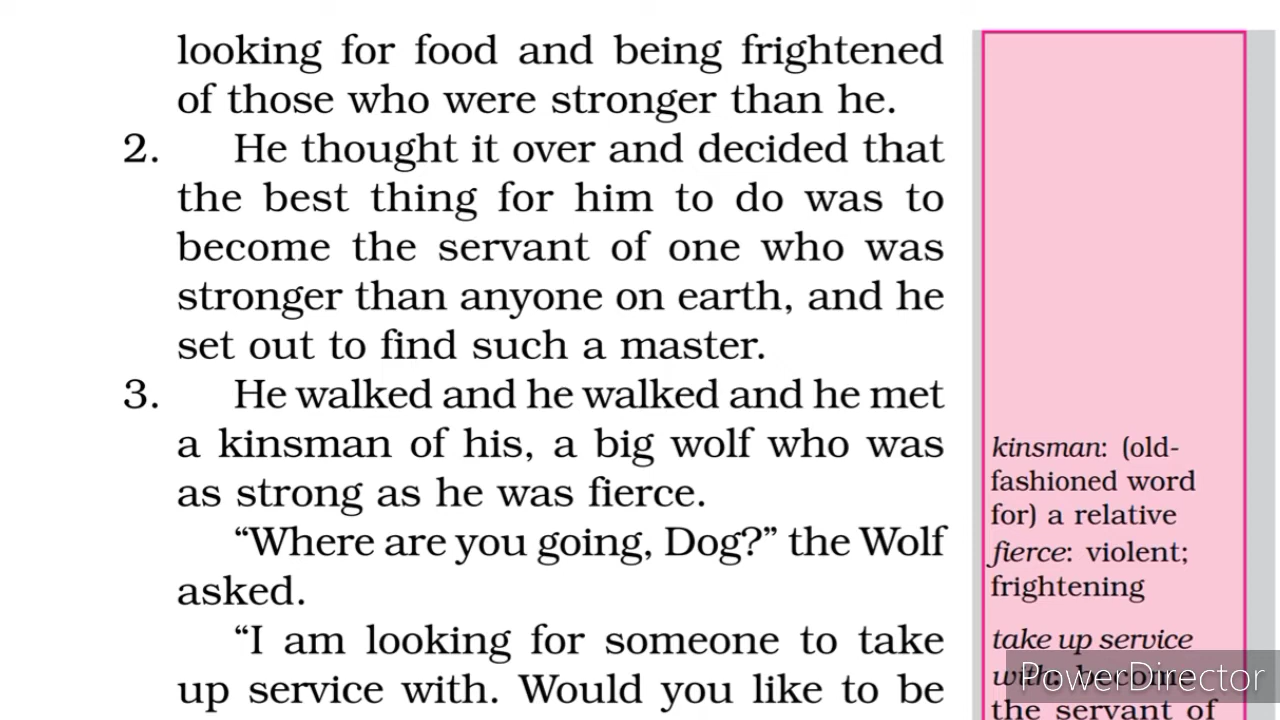 looking for food and being frightened
of those who were stronger than he.
2. He thought it over and decided that
the best thing for him to do was to
become the servant of one who was
stronger than anyone on earth, and he
set out to find such a master.
3. He walked and he walked and he met
a kinsman of his, a big wolf who was
as strong as he was fierce.
“Where are you going, Dog?” the Wolf
asked.
“I am looking for someone to take
up service with. Would you like to be
kinsman: (old-
fashioned word
for) a relative
fierce: violent;
frightening
take up service
with: become
the servant of
PowerDirector